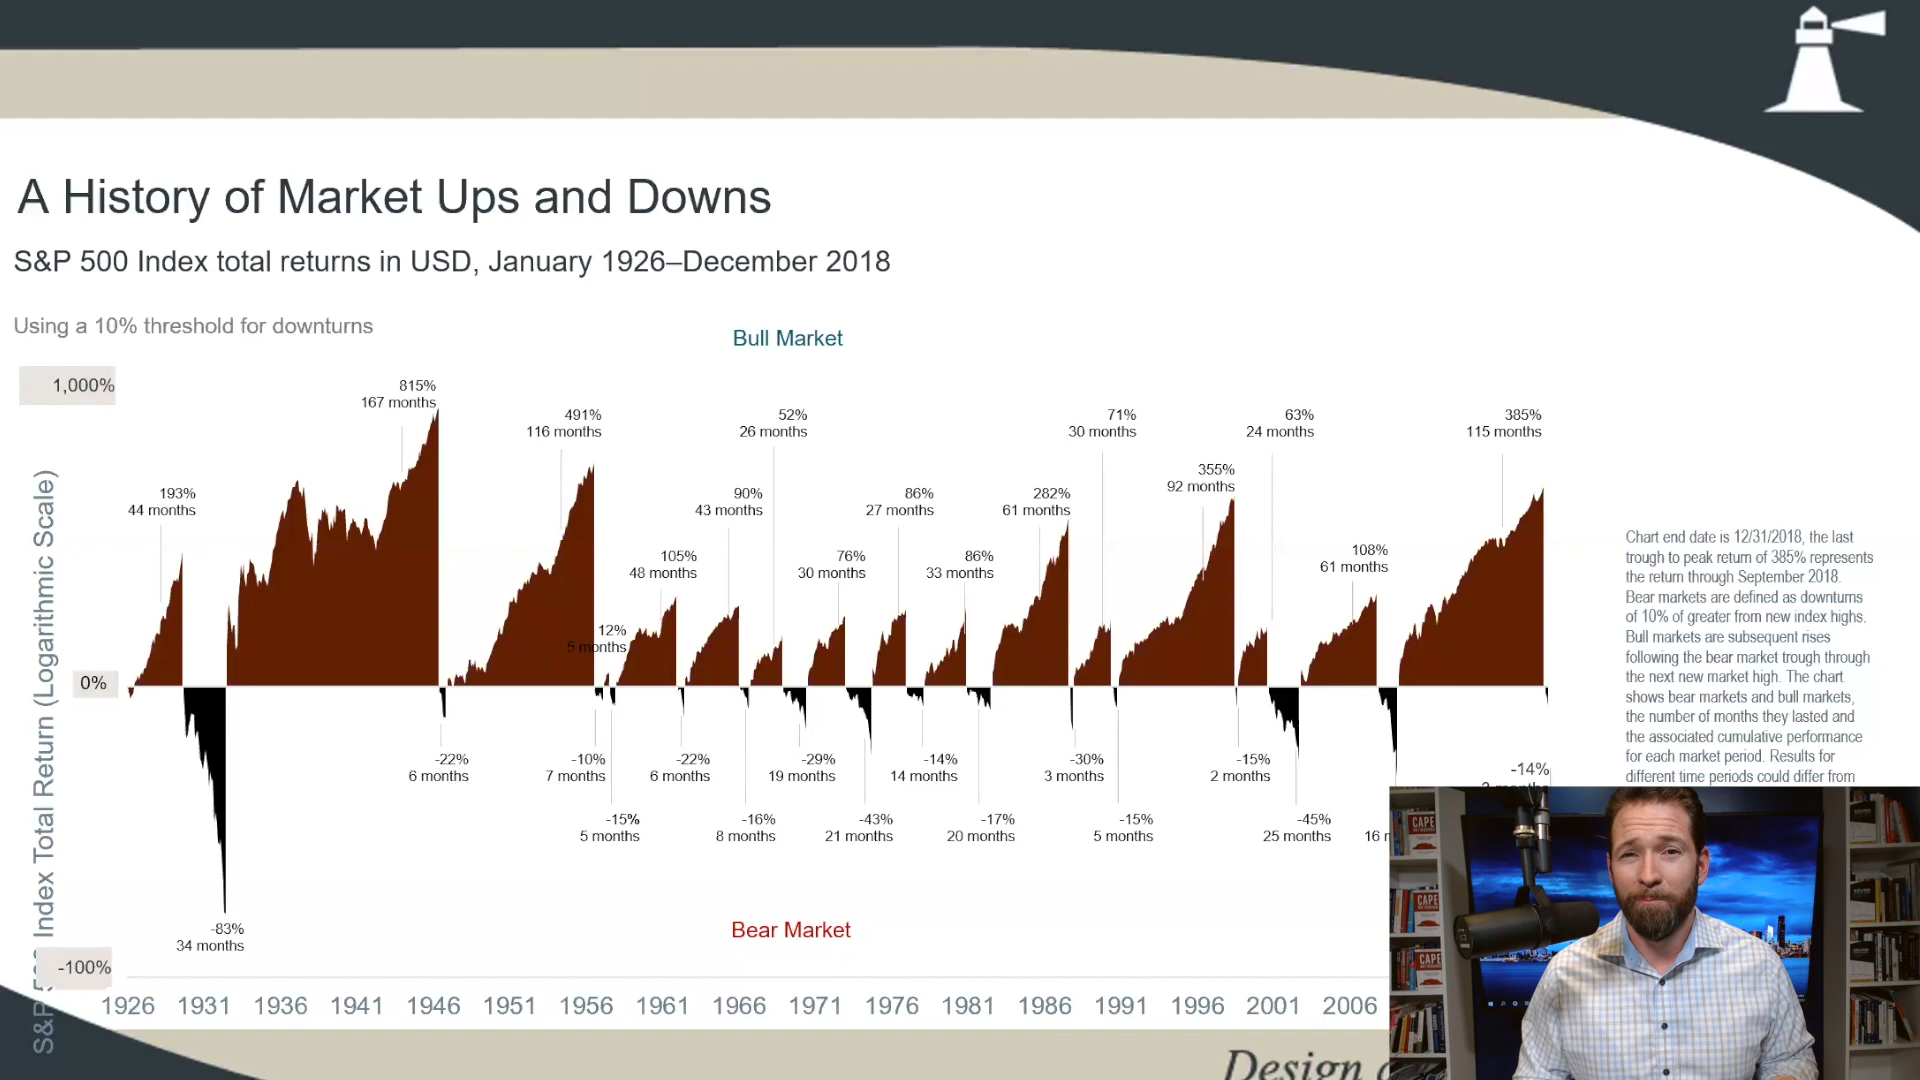 A History of Market Ups and Downs
S&P 500 Index total returns in USD, January 1926–December 2018
Using a 10% threshold for downturns
Bull Market
1,000%
0%
-100%
Index Total Return (Logarithmic Scale)
193%
44 months
815%
167 months
491%
116 months
12%
5 months
105%
48 months
90%
43 months
52%
26 months
76%
30 months
86%
27 months
86%
33 months
282%
61 months
71%
30 months
355%
92 months
63%
24 months
108%
61 months
385%
115 months
-83%
34 months
-22%
6 months
-10%
7 months
-15%
5 months
-22%
6 months
-16%
8 months
-29%
19 months
-43%
21 months
-14%
14 months
-17%
20 months
-30%
3 months
-15%
5 months
-15%
2 months
-45%
25 months
16
-14%
Bear Market
1926 1931 1936 1941 1946 1951 1956 1961 1966 1971 1976 1981 1986 1991 1996 2001 2006
Chart end date is 12/31/2018, the last
trough to peak return of 385% represents
the return through September 2018.
Bear markets are defined as downturns
of 10% of greater from new index highs.
Bull markets are subsequent rises
following the bear market trough through
the next new market high. The chart
shows bear markets and bull markets,
the number of months they lasted and
the associated cumulative performance
for each market period. Results for
different time periods could differ from
Design
CAPE
CAPE
CAPE